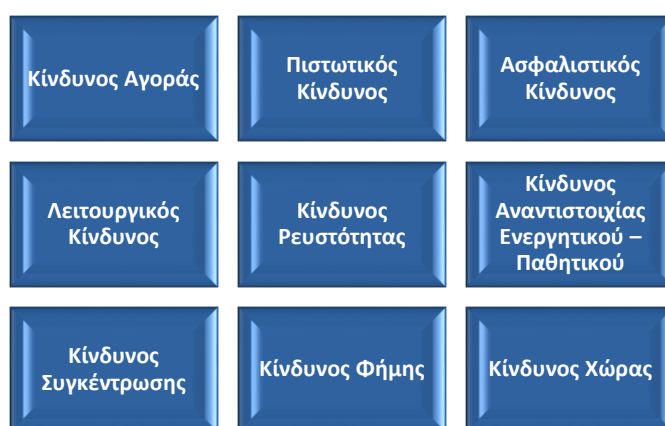 Κίνδυνος Αγοράς
Πιστωτικός
Κίνδυνος
Ασφαλιστικός
Κίνδυνος
Λειτουργικός
Κίνδυνος
Κίνδυνος
Ρευστότητας
Κίνδυνος
Αναντιστοιχίας
Ενεργητικού –
Παθητικού
Κίνδυνος
Συγκέντρωσης
Κίνδυνος Φήμης
Κίνδυνος Χώρας